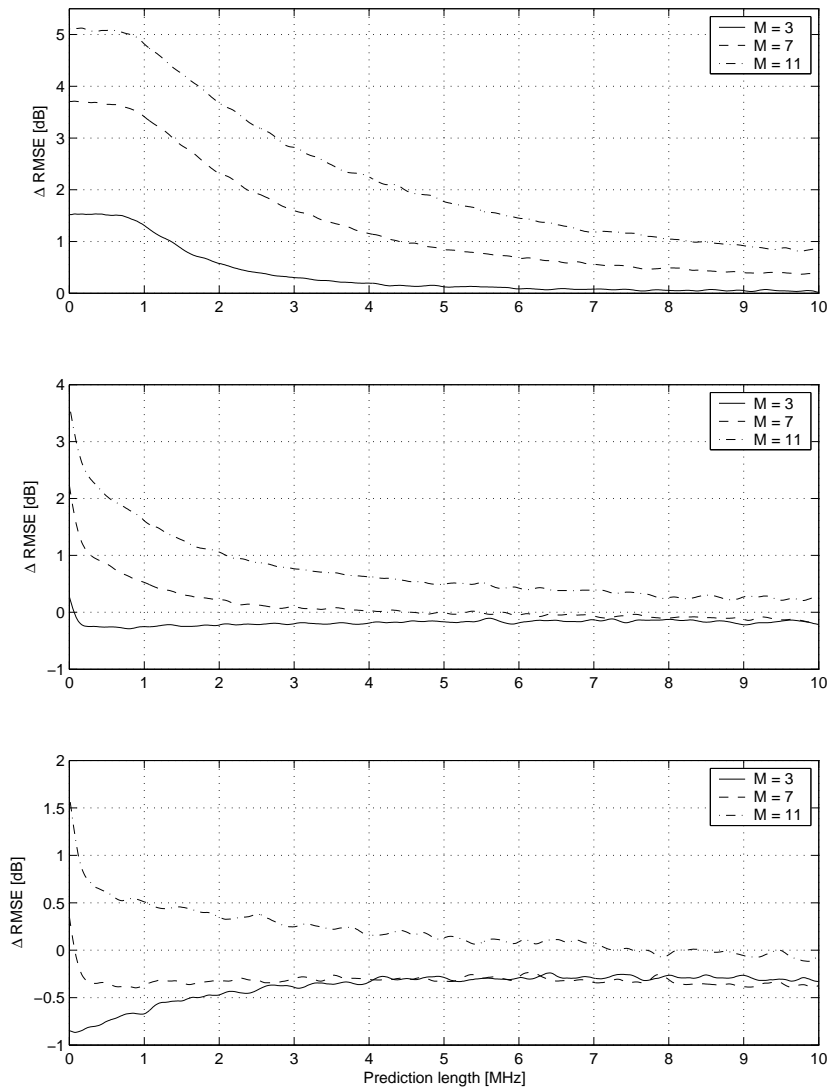 5
4
3
2
1
0
Δ RMSE [dB]
0 1 2 3 4 5 6 7 8 9 10
M = 3
M = 7
M = 11
4
3
2
1
0
−1
Δ RMSE [dB]
0 1 2 3 4 5 6 7 8 9 10
M = 3
M = 7
M = 11
2
1.5
1
0.5
0
−0.5
−1
Δ RMSE [dB]
0 1 2 3 4 5 6 7 8 9 10
Prediction length [MHz]
M = 3
M = 7
M = 11